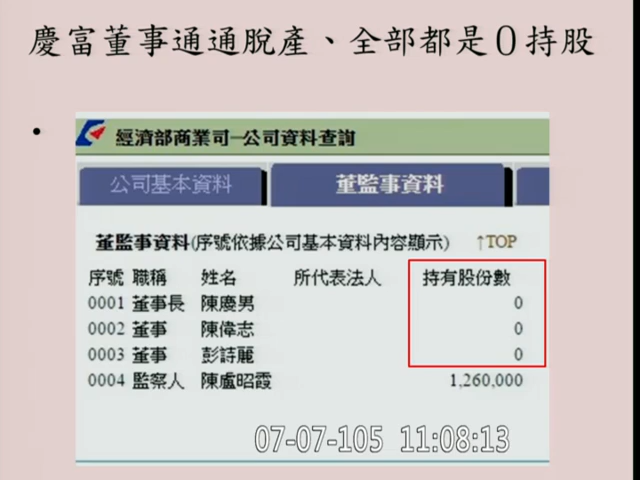 慶富董事通通脫產、全部都是0持股
經濟部商業司—公司資料查詢
公司基本資料 董監事資料
董監事資料(序號依據公司基本資料內容顯示) ↑TOP
序號 職稱 姓名 所代表法人 持有股份數
0001 董事長 陳慶男 0
0002 董事 陳偉志 0
0003 董事 彭詩麗 0
0004 監察人 陳盧昭霞 1,260,000
07-07-105 11:08:13